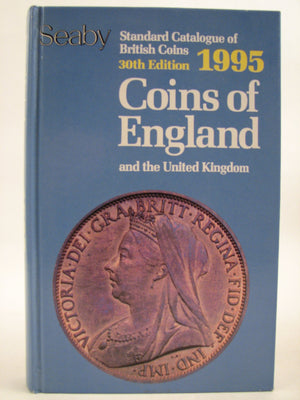 Seaby
Standard Catalogue of
British Coins
30th Edition 1995
Coins of
England
and the United Kingdom
VICTORIA·DEI·GRA·BRITT·REGINA·FID·DEF·IND·IMP·